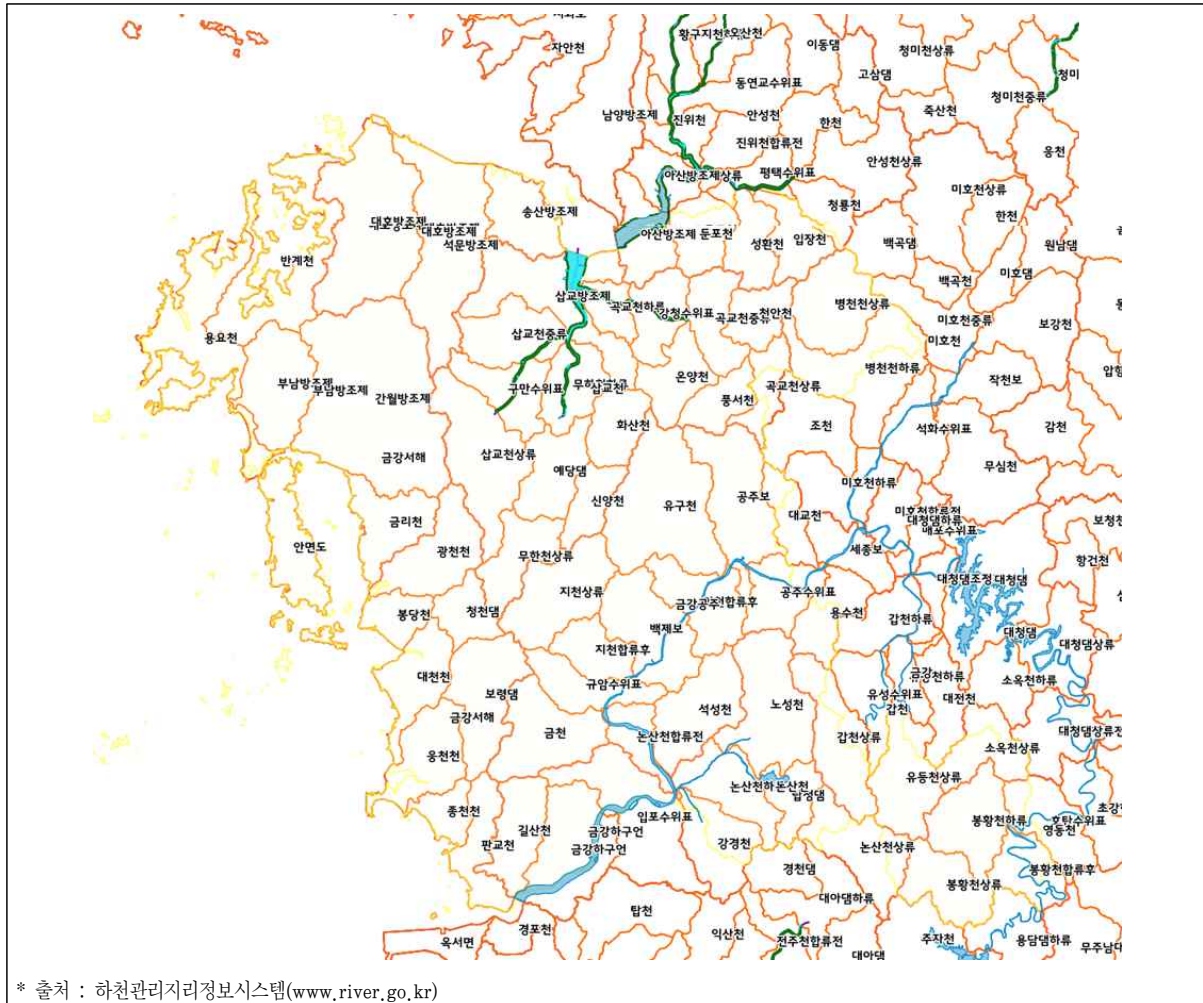 자안천
황구지천하류
오산천
이동댐
고삼댐
청미천상류
청미
동연교수위표
청미천중류
남양방조제
진위천
안성천
한천
죽산천
진위천합류전
웅천
안성천상류
아산방조제상류
평택수위표
미호천상류
송산방조제
청룡천
한천
대호방조제
대호방조제
석문방조제
아산방조제
둔포천
성환천
입장천
백곡댐
원남댐
반계천
백곡천
미호댐
삽교방조제
곡교천하류
강청수위표
곡교천중류
천안천
병천천상류
미호천중류
보강천
삽교천중류
미호천
용요천
병천천하류
부남방조제
부남방조제
구만수위표
삽교천
온양천
곡교천상류
작천보
간월방조제
풍서천
화산천
조천
석화수위표
감천
금강서해
삽교천상류
예당댐
무심천
신양천
유구천
공주보
미호천하류
금리천
대교천
미호천합류전
대청댐하류
매포수위표
보청천
안면도
광천천
무한천상류
세종보
항건천
대청댐조정
대청댐
지천상류
공주수위표
봉당천
청천댐
금강공주
용수천
갑천하류
백제보
대청댐
대청댐상류
지천합류후
대천천
보령댐
규암수위표
금강
소옥천하류
유성수위표
대전천
금강서해
석성천
노성천
갑천
금천
논산천합류전
갑천상류
대청댐상류전
웅천천
소옥천상류
유등천상류
논산천하
논산천
탑정댐
종천천
길산천
금강하구언
입포수위표
봉황천하류
호탄수위표
영동천
판교천
금강하구언
강경천
논산천상류
경천댐
봉황천합류후
봉황천상류
대아댐하류
탑천
옥서면
경포천
익산천
전주천합류전
주자천
용담댐하류
대아댐
* 출처 : 하천관리지리정보시스템(www.river.go.kr)